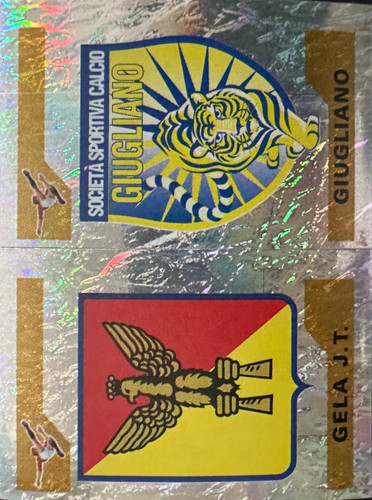 SOCIETÀ SPORTIVA CALCIO
GIUGLIANO
GIUGLIANO
GELA J.T.